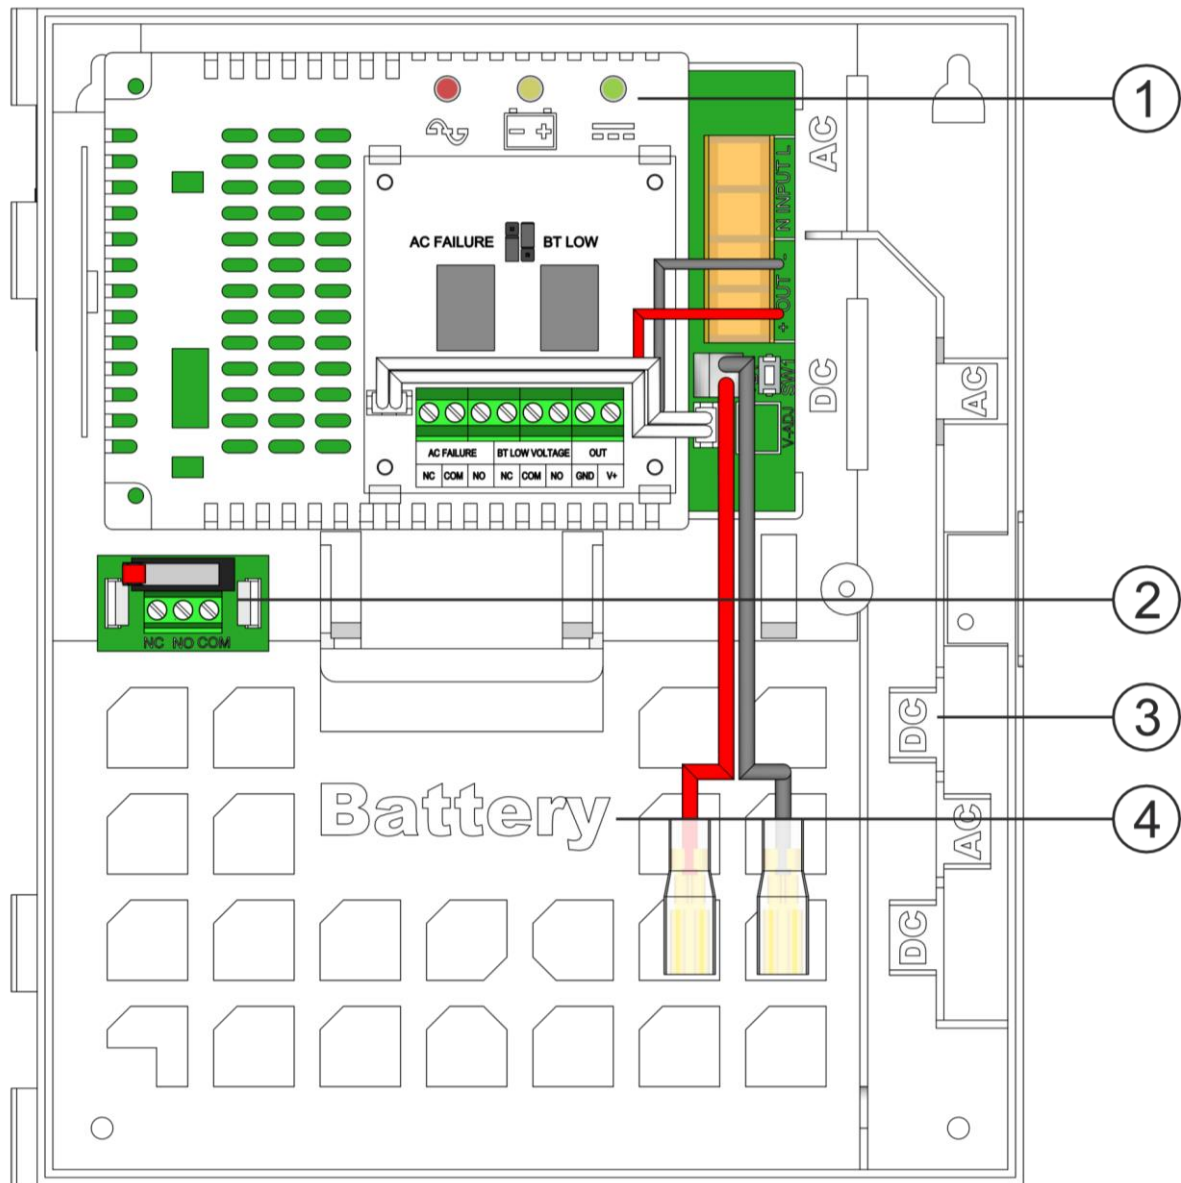 1
AC
N INPUT L
AC FAILURE
BT LOW
+ OUT -
DC
SW1
V-ADJ
AC
AC FAILURE BT LOW VOLTAGE OUT
NC COM NO NC COM NO GND V+
2
NC NO COM
DC
3
Battery
4
AC
DC